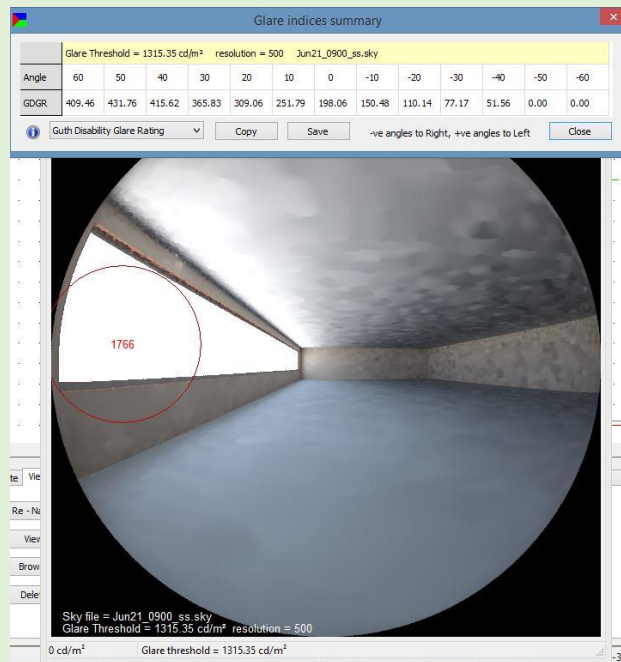 Glare indices summary
Glare Threshold = 1315.35 cd/m² resolution = 500 Jun21_0900_ss.sky
Angle 60 50 40 30 20 10 0 -10 -20 -30 -40 -50 -60
GDGR 409.46 431.76 415.62 365.83 309.06 251.79 198.06 150.48 110.14 77.17 51.56 0.00 0.00
Guth Disability Glare Rating Copy Save -ve angles to Right, +ve angles to Left Close
1766
te Vie
Re - Na
View
Brow
Delet
Sky file = Jun21_0900_ss.sky
Glare Threshold = 1315.35 cd/m² resolution = 500
0 cd/m² Glare threshold = 1315.35 cd/m²
-3